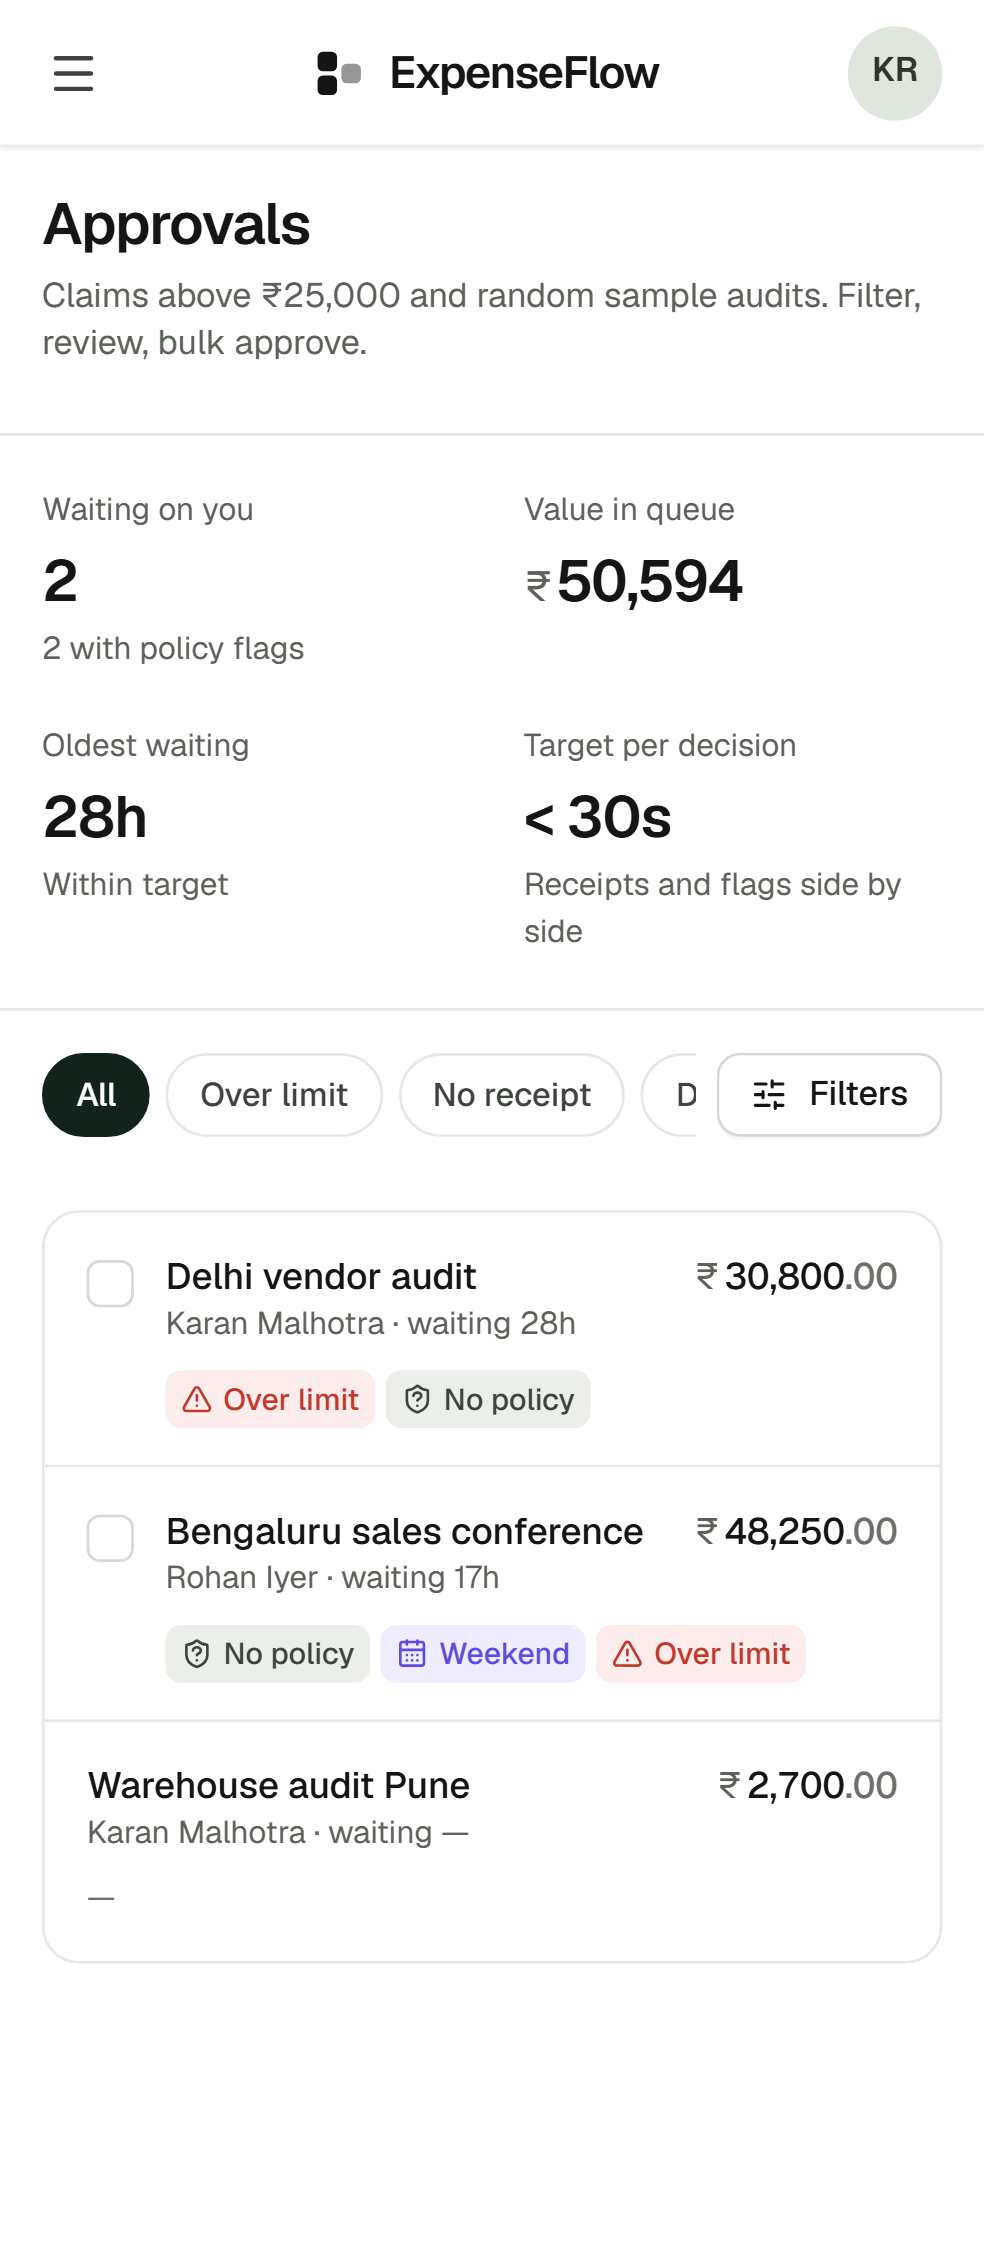 ExpenseFlow
KR
Approvals
Claims above ₹25,000 and random sample audits. Filter,
review, bulk approve.
Waiting on you
2
2 with policy flags
Value in queue
₹50,594
Oldest waiting
28h
Within target
Target per decision
< 30s
Receipts and flags side by
side
All
Over limit
No receipt
D
Filters
Delhi vendor audit
₹30,800.00
Karan Malhotra · waiting 28h
Over limit
No policy
Bengaluru sales conference
₹48,250.00
Rohan Iyer · waiting 17h
No policy
Weekend
Over limit
Warehouse audit Pune
₹2,700.00
Karan Malhotra · waiting —
—